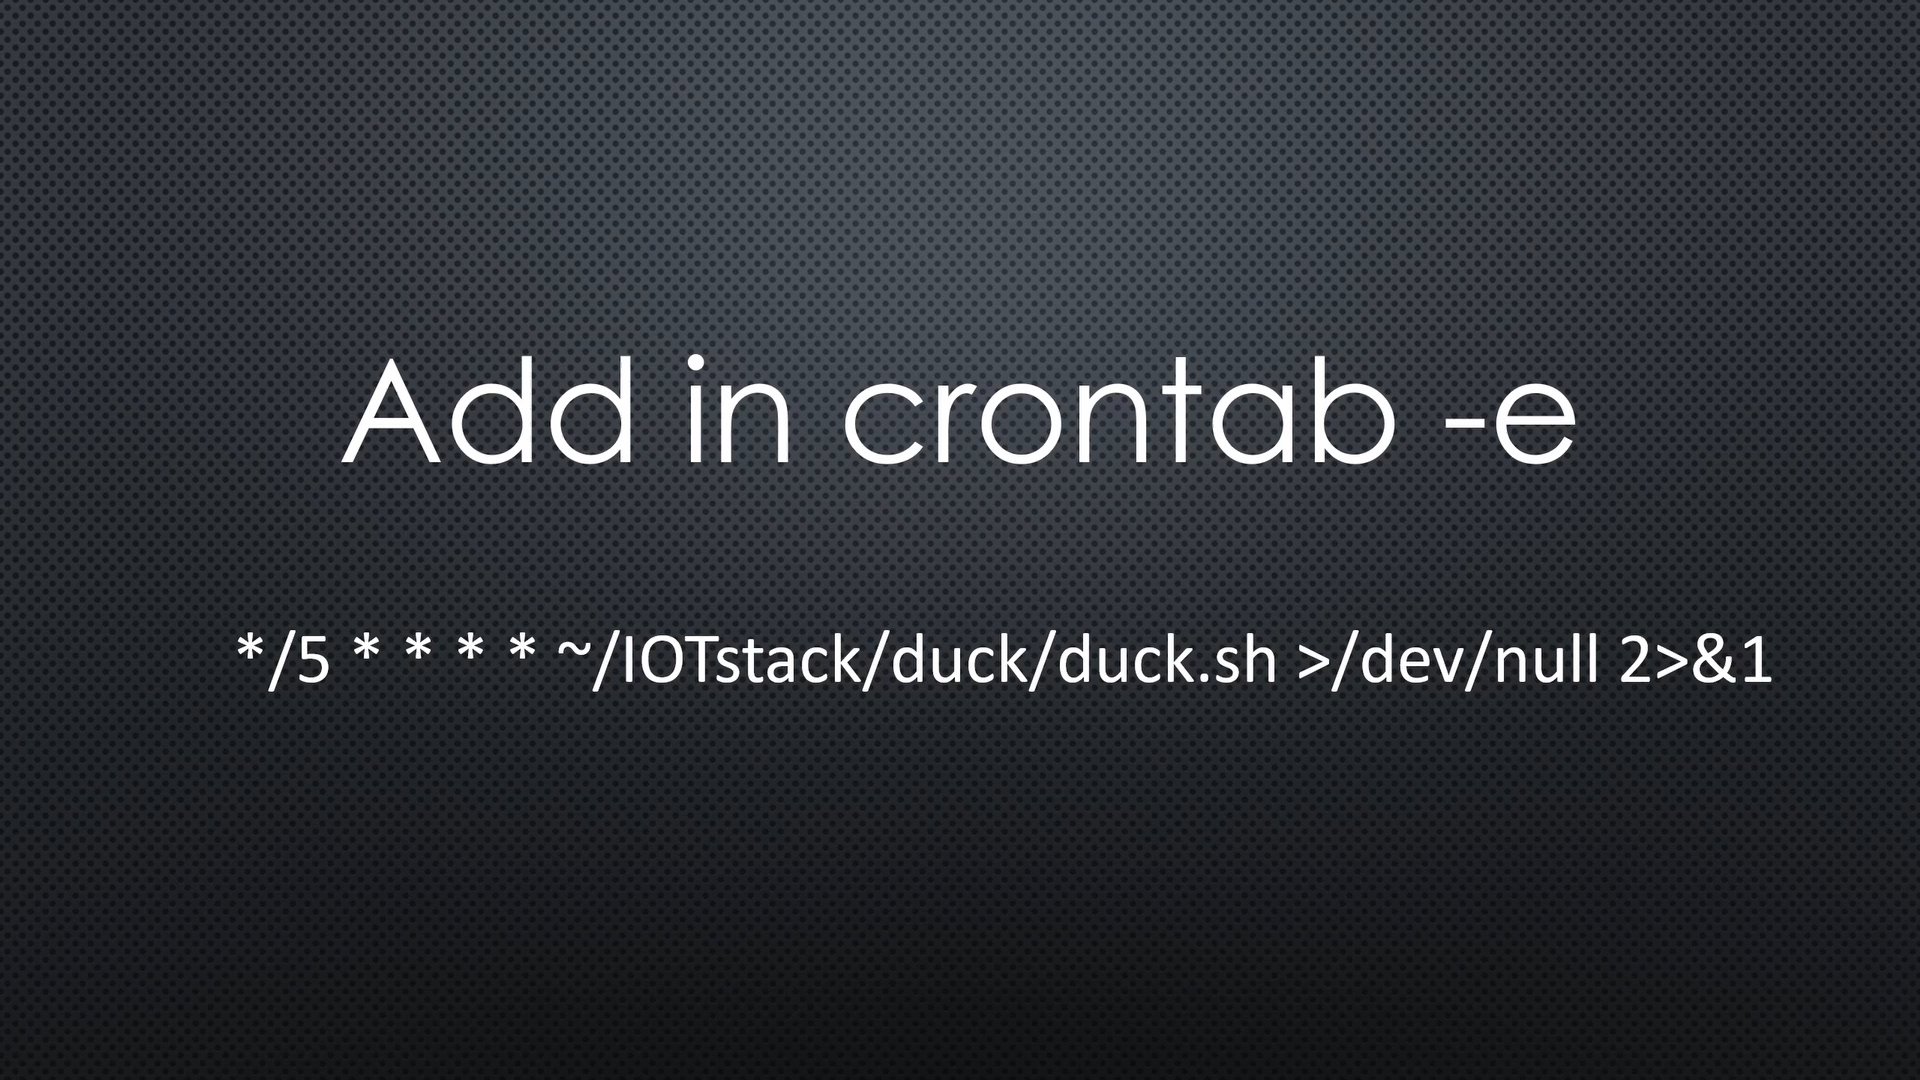 Add in crontab -e
*/5 * * * * ~/IOTstack/duck/duck.sh >/dev/null 2>&1